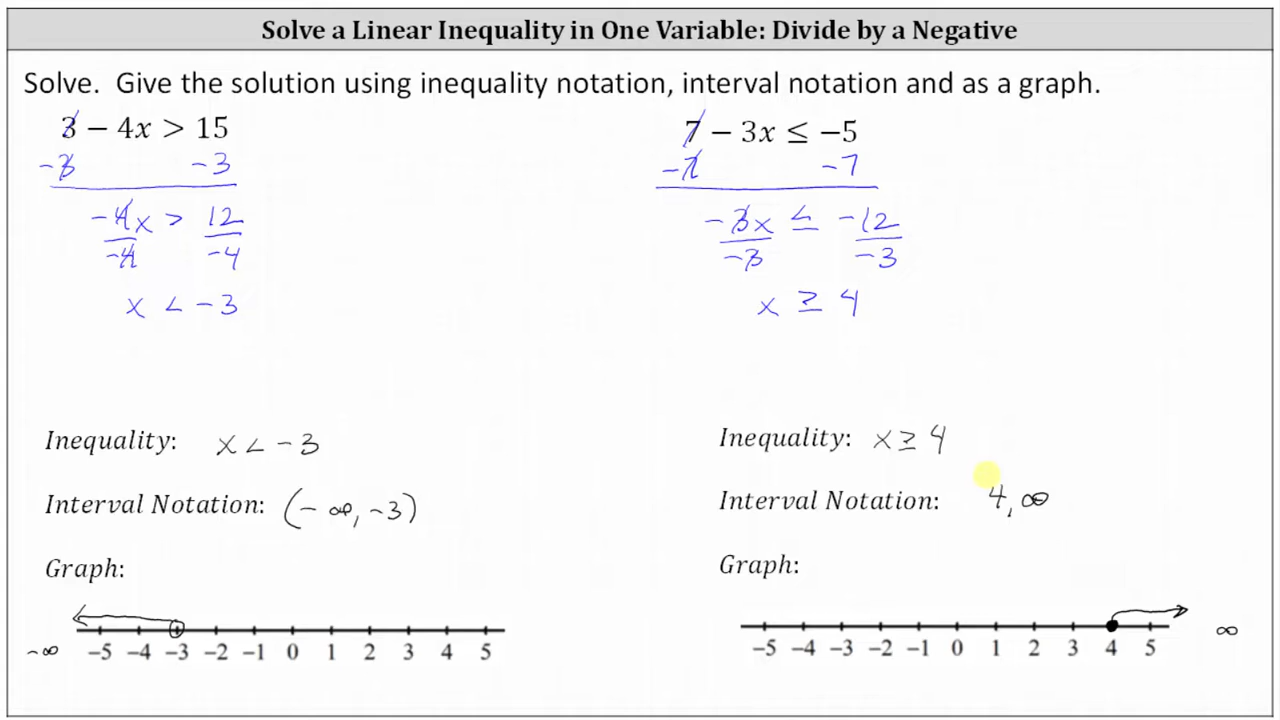 Solve a Linear Inequality in One Variable: Divide by a Negative
Solve. Give the solution using inequality notation, interval notation and as a graph.
3 − 4x > 15
−3 −3
−4x > 12
−4 −4
x < −3
Inequality: x < −3
Interval Notation: (−∞, −3)
Graph:
−∞ −5 −4 −3 −2 −1 0 1 2 3 4 5
7 − 3x ≤ −5
−7 −7
−3x ≤ −12
−3 −3
x ≥ 4
Inequality: x ≥ 4
Interval Notation: 4, ∞
Graph:
−5 −4 −3 −2 −1 0 1 2 3 4 5 ∞